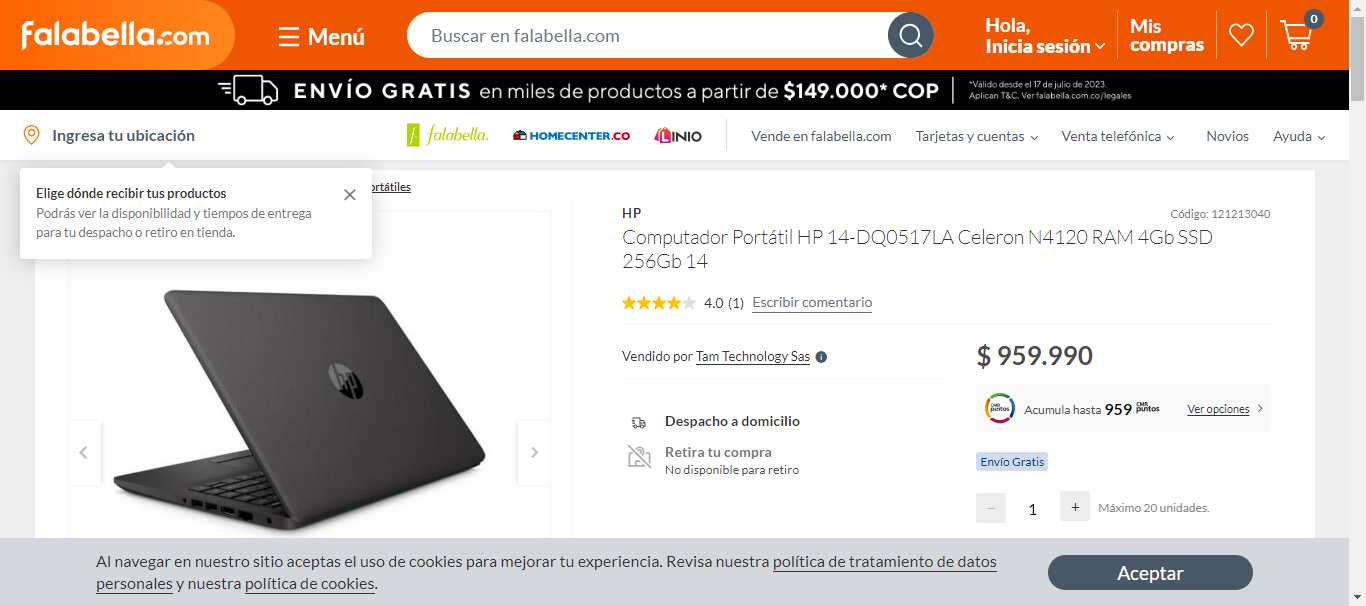 falabella.com
Menú
Buscar en falabella.com
Hola,
Inicia sesión
Mis
compras
0
ENVÍO GRATIS en miles de productos a partir de $149.000* COP
*Válido desde el 17 de julio de 2023.
Aplican T&C. Ver falabella.com.co/legales
Ingresa tu ubicación
falabella.
HOMECENTER.CO
LINIO
Vende en falabella.com
Tarjetas y cuentas
Venta telefónica
Novios
Ayuda
Elige dónde recibir tus productos
Podrás ver la disponibilidad y tiempos de entrega
para tu despacho o retiro en tienda.
ortátiles
hp
HP
Código: 121213040
Computador Portátil HP 14-DQ0517LA Celeron N4120 RAM 4Gb SSD
256Gb 14
4.0 (1) Escribir comentario
Vendido por Tam Technology Sas
$ 959.990
CMR puntos
Acumula hasta 959 CMR puntos
Ver opciones
Despacho a domicilio
Retira tu compra
No disponible para retiro
Envío Gratis
− 1 + Máximo 20 unidades.
Al navegar en nuestro sitio aceptas el uso de cookies para mejorar tu experiencia. Revisa nuestra política de tratamiento de datos
personales y nuestra política de cookies.
Aceptar